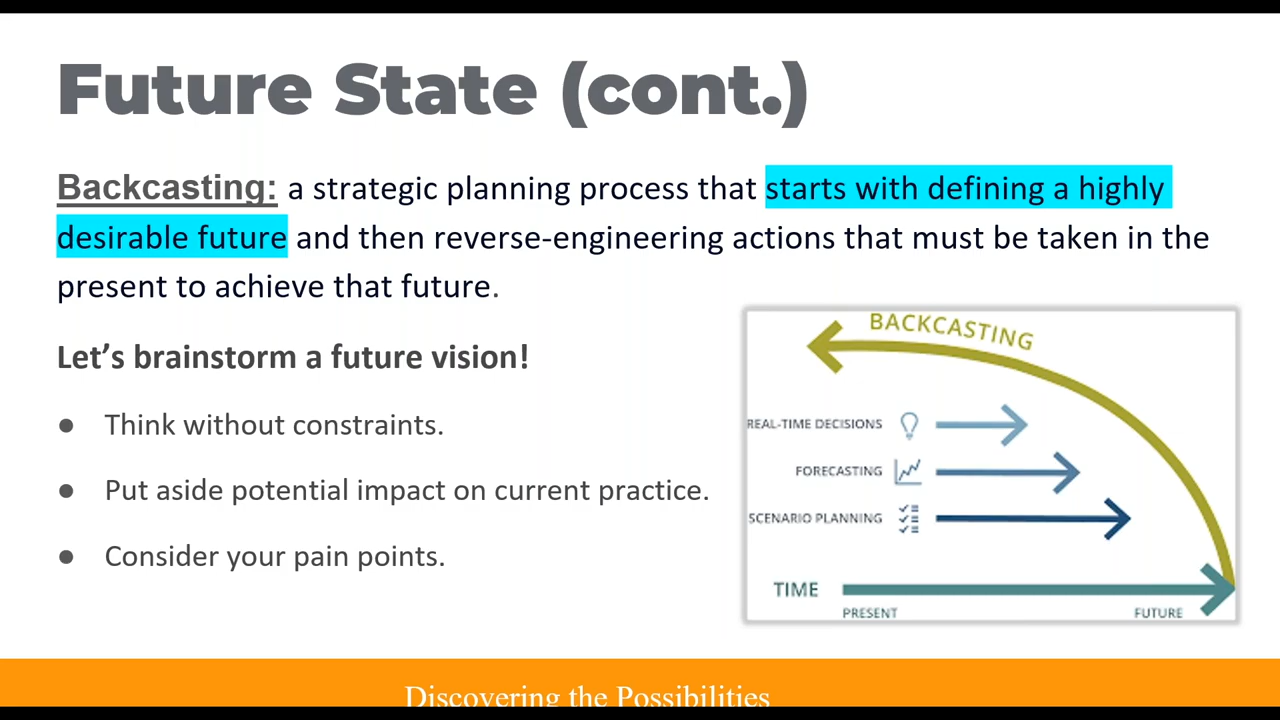 Future State (cont.)
Backcasting: a strategic planning process that starts with defining a highly
desirable future and then reverse-engineering actions that must be taken in the
present to achieve that future.
Let’s brainstorm a future vision!
● Think without constraints.
● Put aside potential impact on current practice.
● Consider your pain points.
BACKCASTING
REAL-TIME DECISIONS
FORECASTING
SCENARIO PLANNING
TIME
PRESENT
FUTURE
Discovering the Possibilities